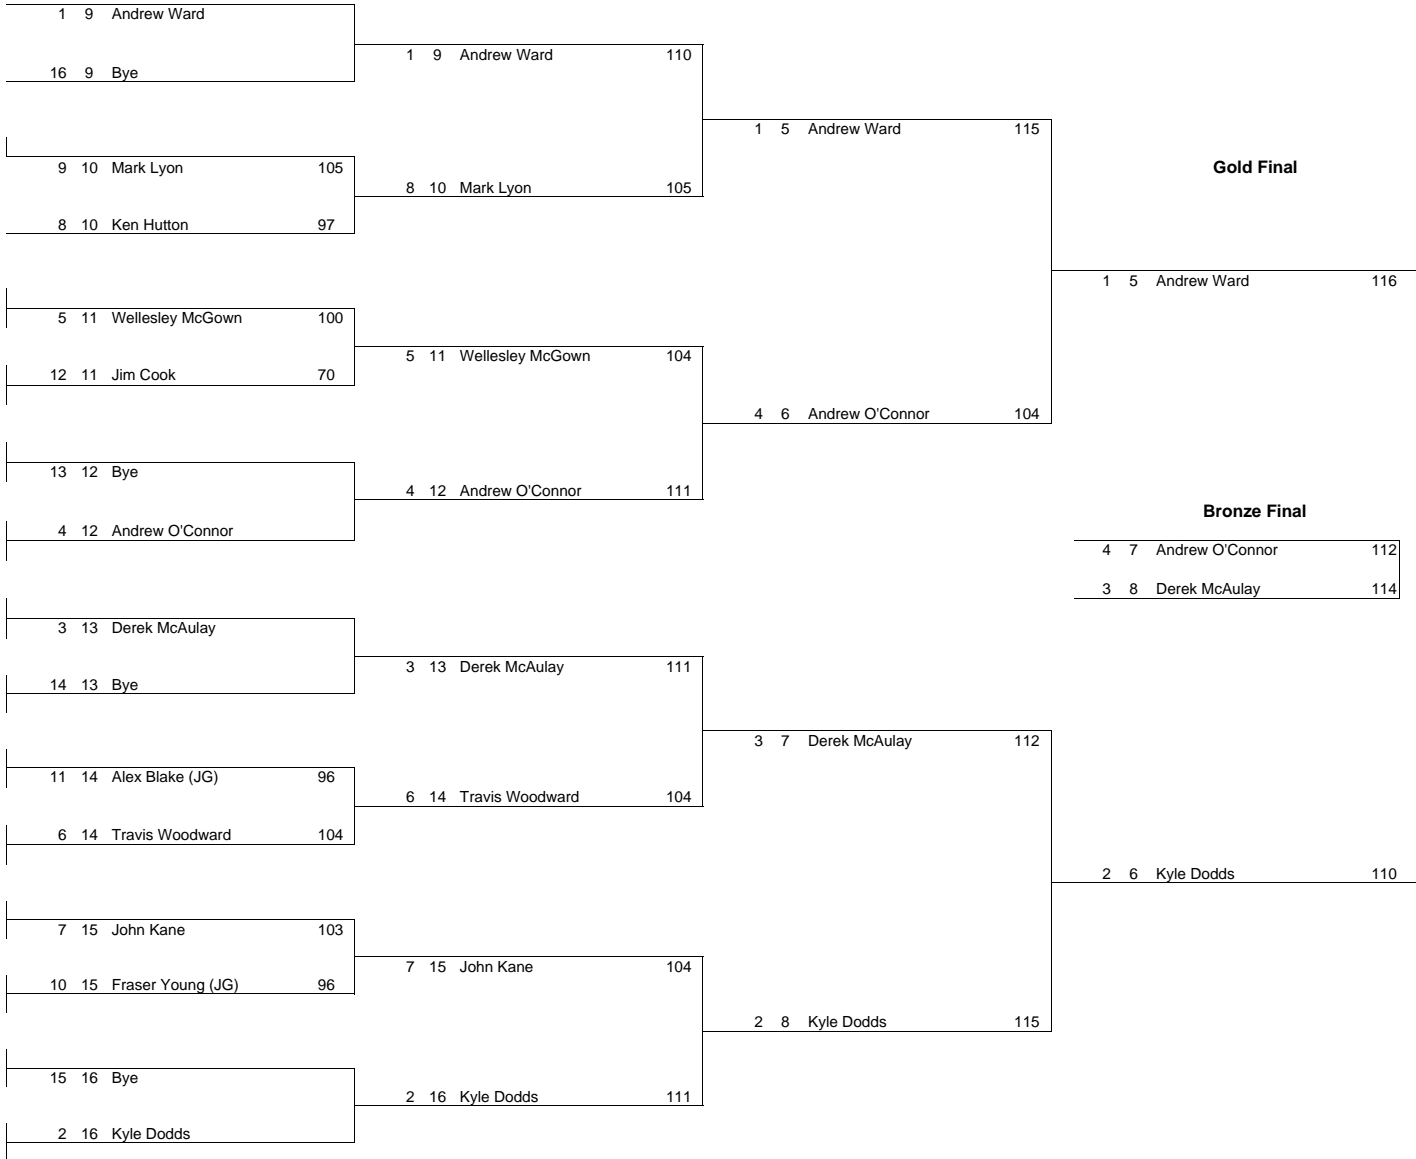 1 9 Andrew Ward
16 9 Bye
9 10 Mark Lyon 105
8 10 Ken Hutton 97
5 11 Wellesley McGown 100
12 11 Jim Cook 70
13 12 Bye
4 12 Andrew O'Connor
3 13 Derek McAulay
14 13 Bye
11 14 Alex Blake (JG) 96
6 14 Travis Woodward 104
7 15 John Kane 103
10 15 Fraser Young (JG) 96
15 16 Bye
2 16 Kyle Dodds
1 9 Andrew Ward 110
8 10 Mark Lyon 105
5 11 Wellesley McGown 104
4 12 Andrew O'Connor 111
3 13 Derek McAulay 111
6 14 Travis Woodward 104
7 15 John Kane 104
2 16 Kyle Dodds 111
1 5 Andrew Ward 115
4 6 Andrew O'Connor 104
3 7 Derek McAulay 112
2 8 Kyle Dodds 115
Gold Final
1 5 Andrew Ward 116
Bronze Final
4 7 Andrew O'Connor 112
3 8 Derek McAulay 114
2 6 Kyle Dodds 110